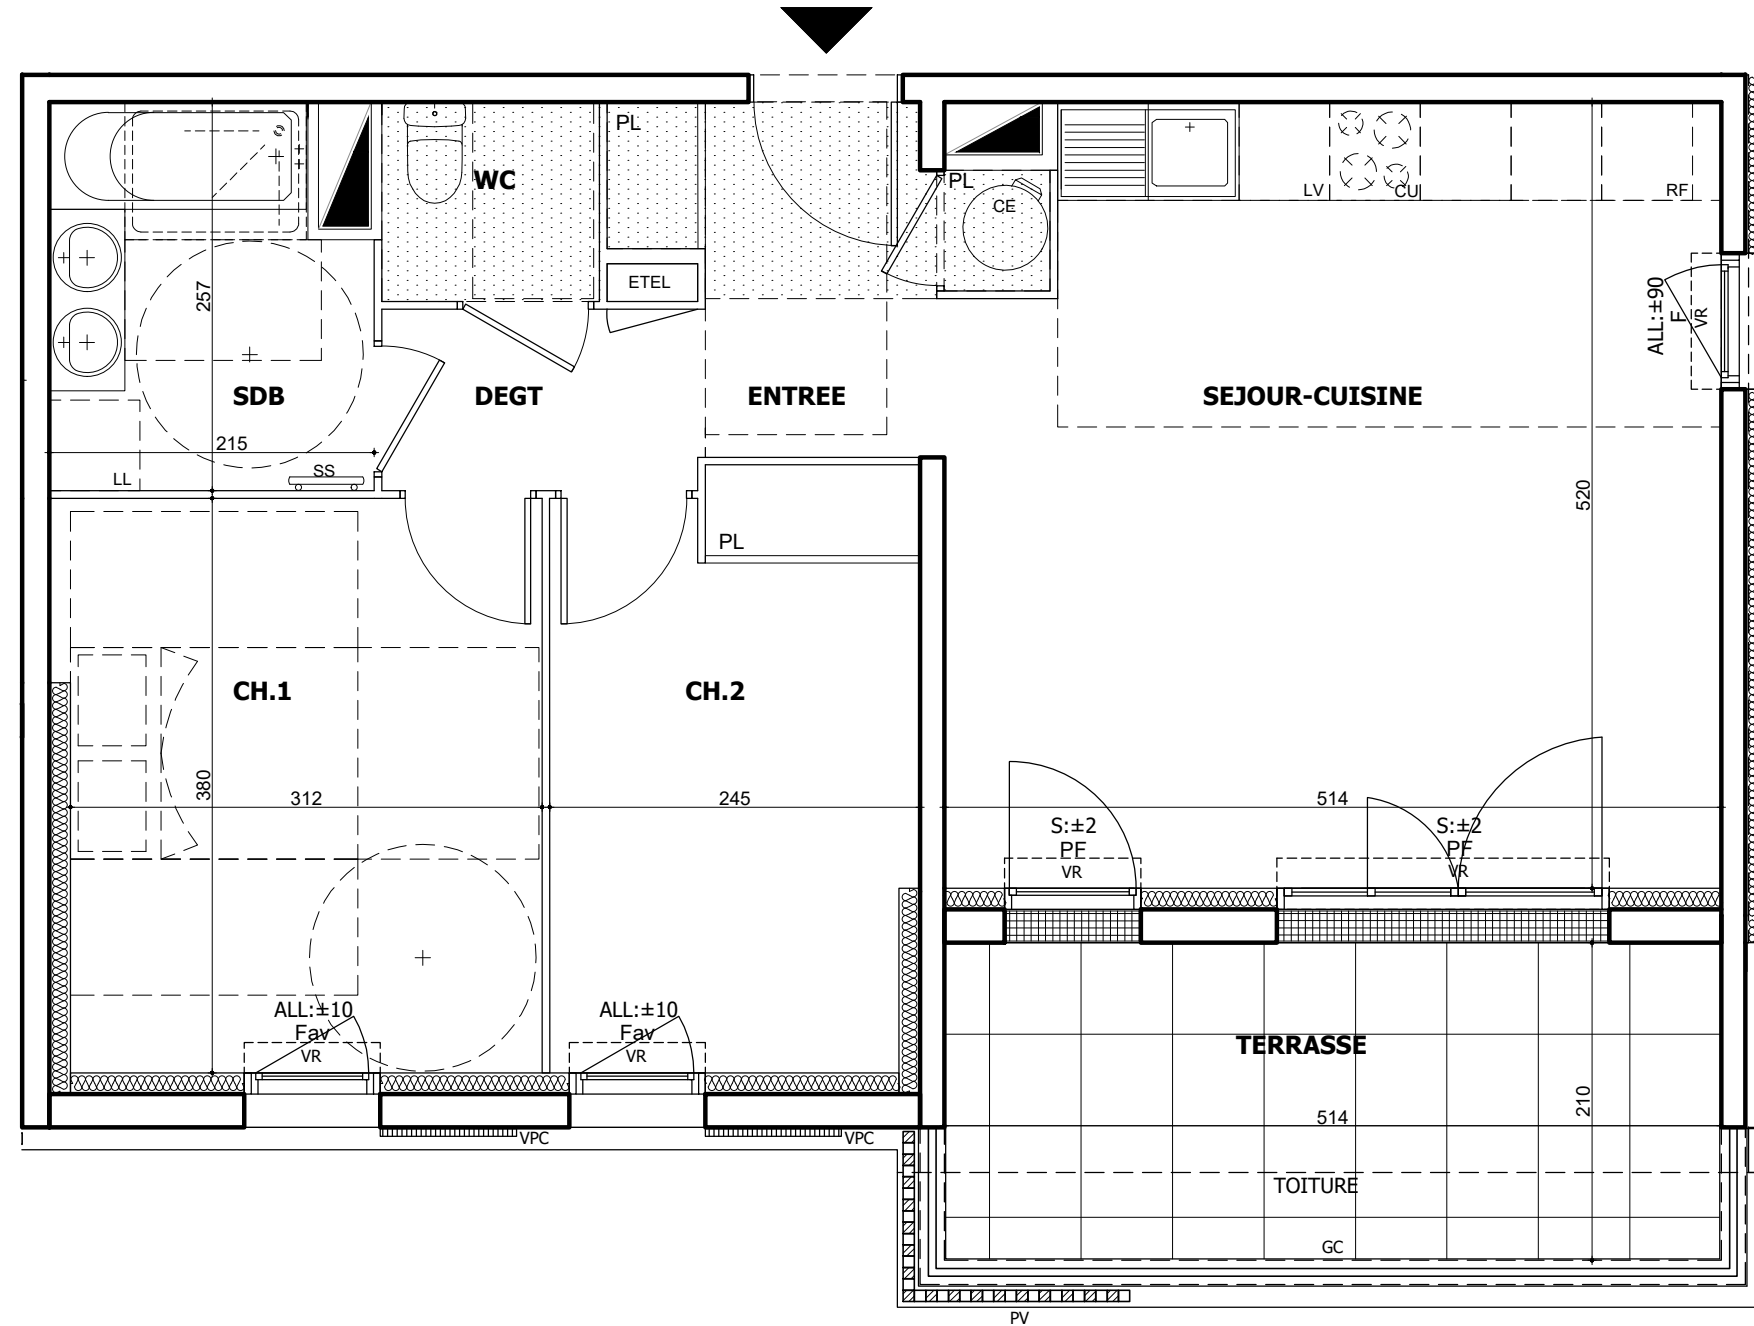 PL
WC
PL
CE
LV
CU
RF
ETEL
257
ALL:±90
F
VR
SDB
DEGT
ENTREE
SEJOUR-CUISINE
215
LL
SS
520
PL
CH.1
CH.2
380
312
245
514
S:±2
PF
VR
S:±2
PF
VR
ALL:±10
Fav
VR
ALL:±10
Fav
VR
TERRASSE
210
514
VPC
VPC
TOITURE
GC
PV